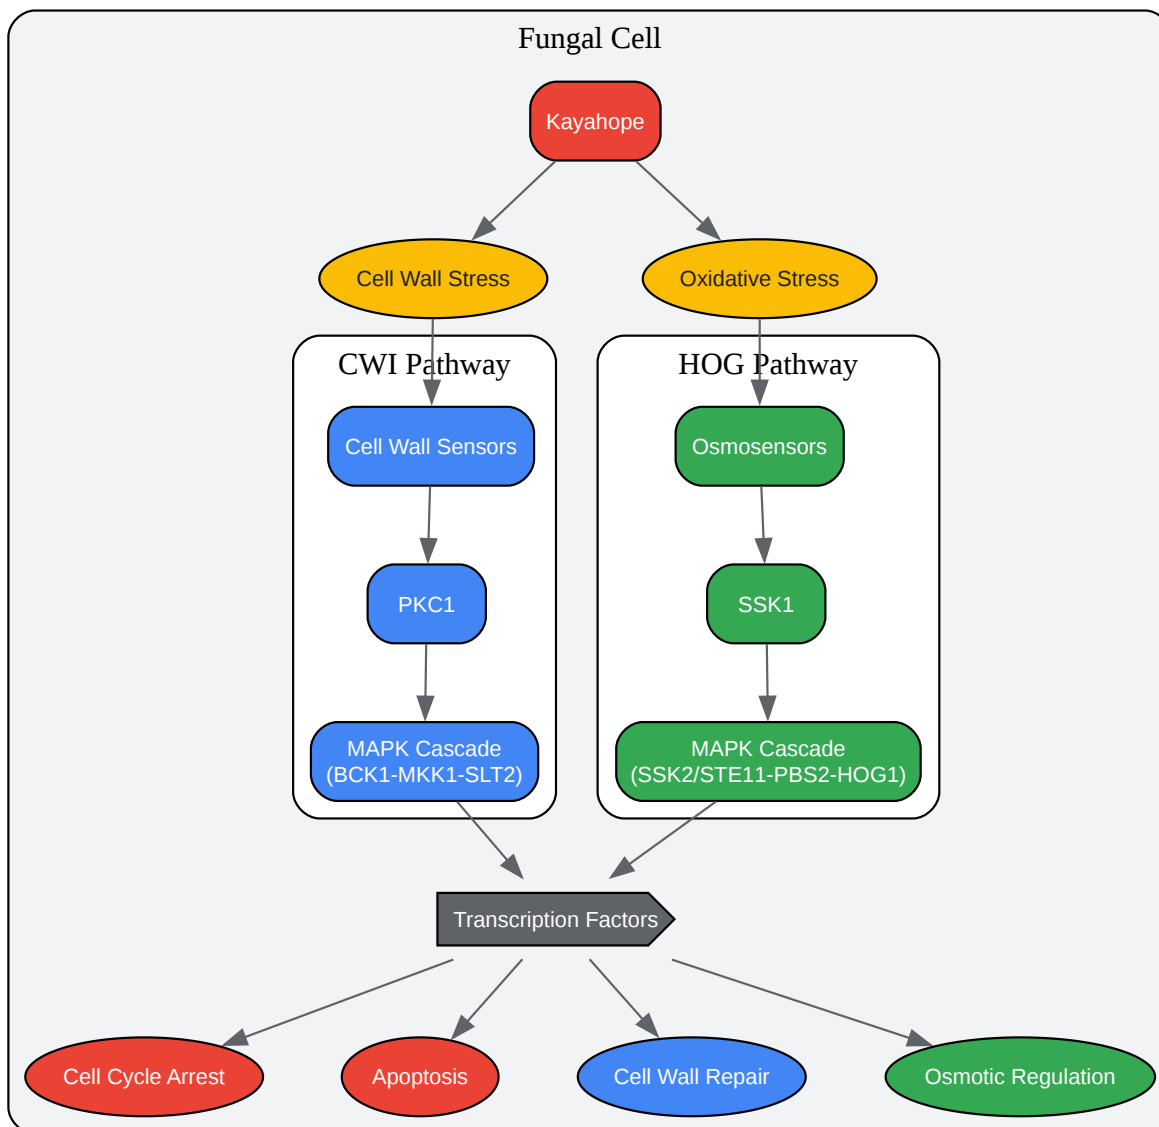 Fungal Cell
Kayahope
Cell Wall Stress
Oxidative Stress
CWI Pathway
HOG Pathway
Cell Wall Sensors
Osmosensors
PKC1
SSK1
MAPK Cascade
(BCK1-MKK1-SLT2)
MAPK Cascade
(SSK2/STE11-PBS2-HOG1)
Transcription Factors
Cell Cycle Arrest
Apoptosis
Cell Wall Repair
Osmotic Regulation